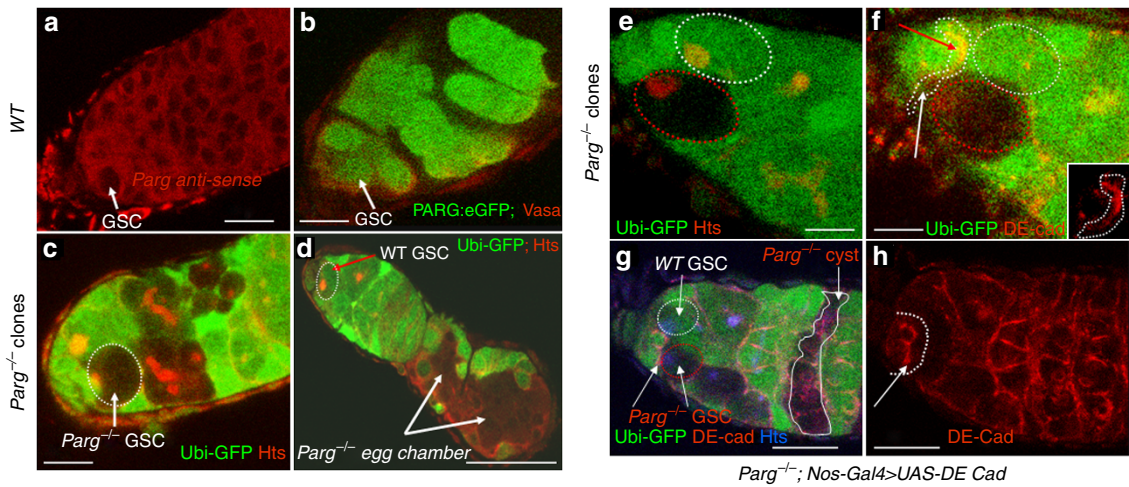 WT
Parg–/– clones
a
Parg anti-sense
GSC
b
GSC
PARG:eGFP; Vasa
c
Parg–/– GSC
Ubi-GFP Hts
d
Ubi-GFP; Hts
WT GSC
Parg–/– egg chamber
Parg–/– clones
e
Ubi-GFP Hts
f
Ubi-GFP DE-cad
g
WT GSC
Parg–/– cyst
Parg–/– GSC
Ubi-GFP DE-cad Hts
h
DE-Cad
Parg–/–; Nos-Gal4>UAS-DE Cad